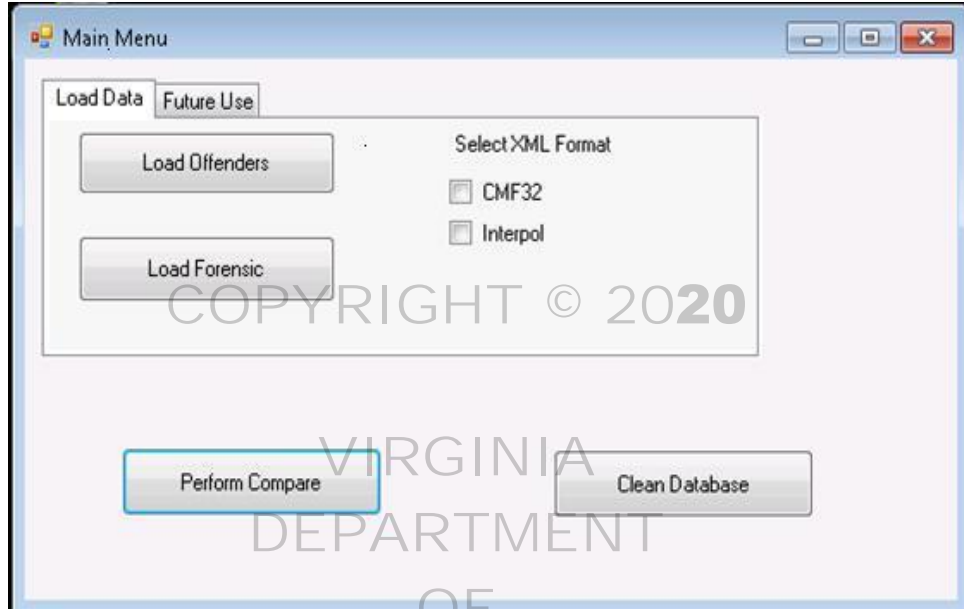 Main Menu
Load Data Future Use
Load Offenders
Select XML Format
CMF32
Interpol
Load Forensic
COPYRIGHT © 2020
VIRGINIA
Perform Compare
Clean Database
DEPARTMENT
OF